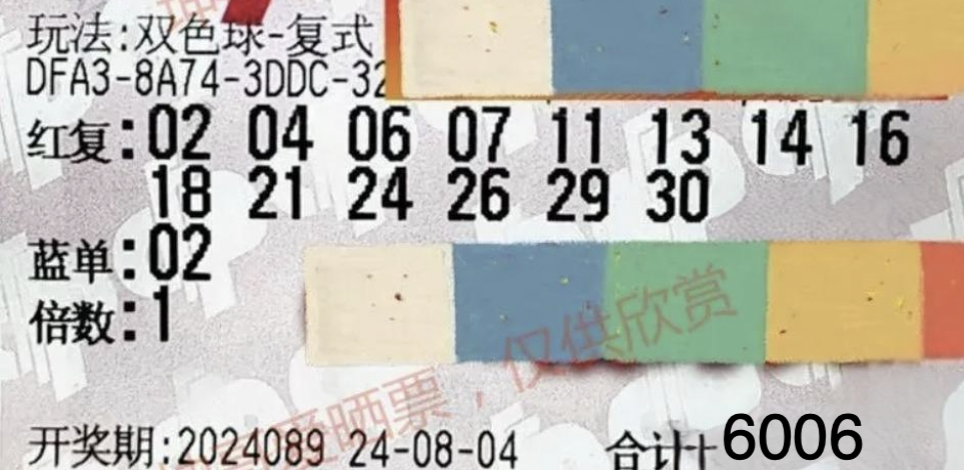 玩法:双色球-复式
DFA3-8A74-3DDC-32
红复:02 04 06 07 11 13 14 16
18 21 24 26 29 30
蓝单:02
倍数:1
晒票，仅供欣赏
开奖期:2024089 24-08-04 合计 6006